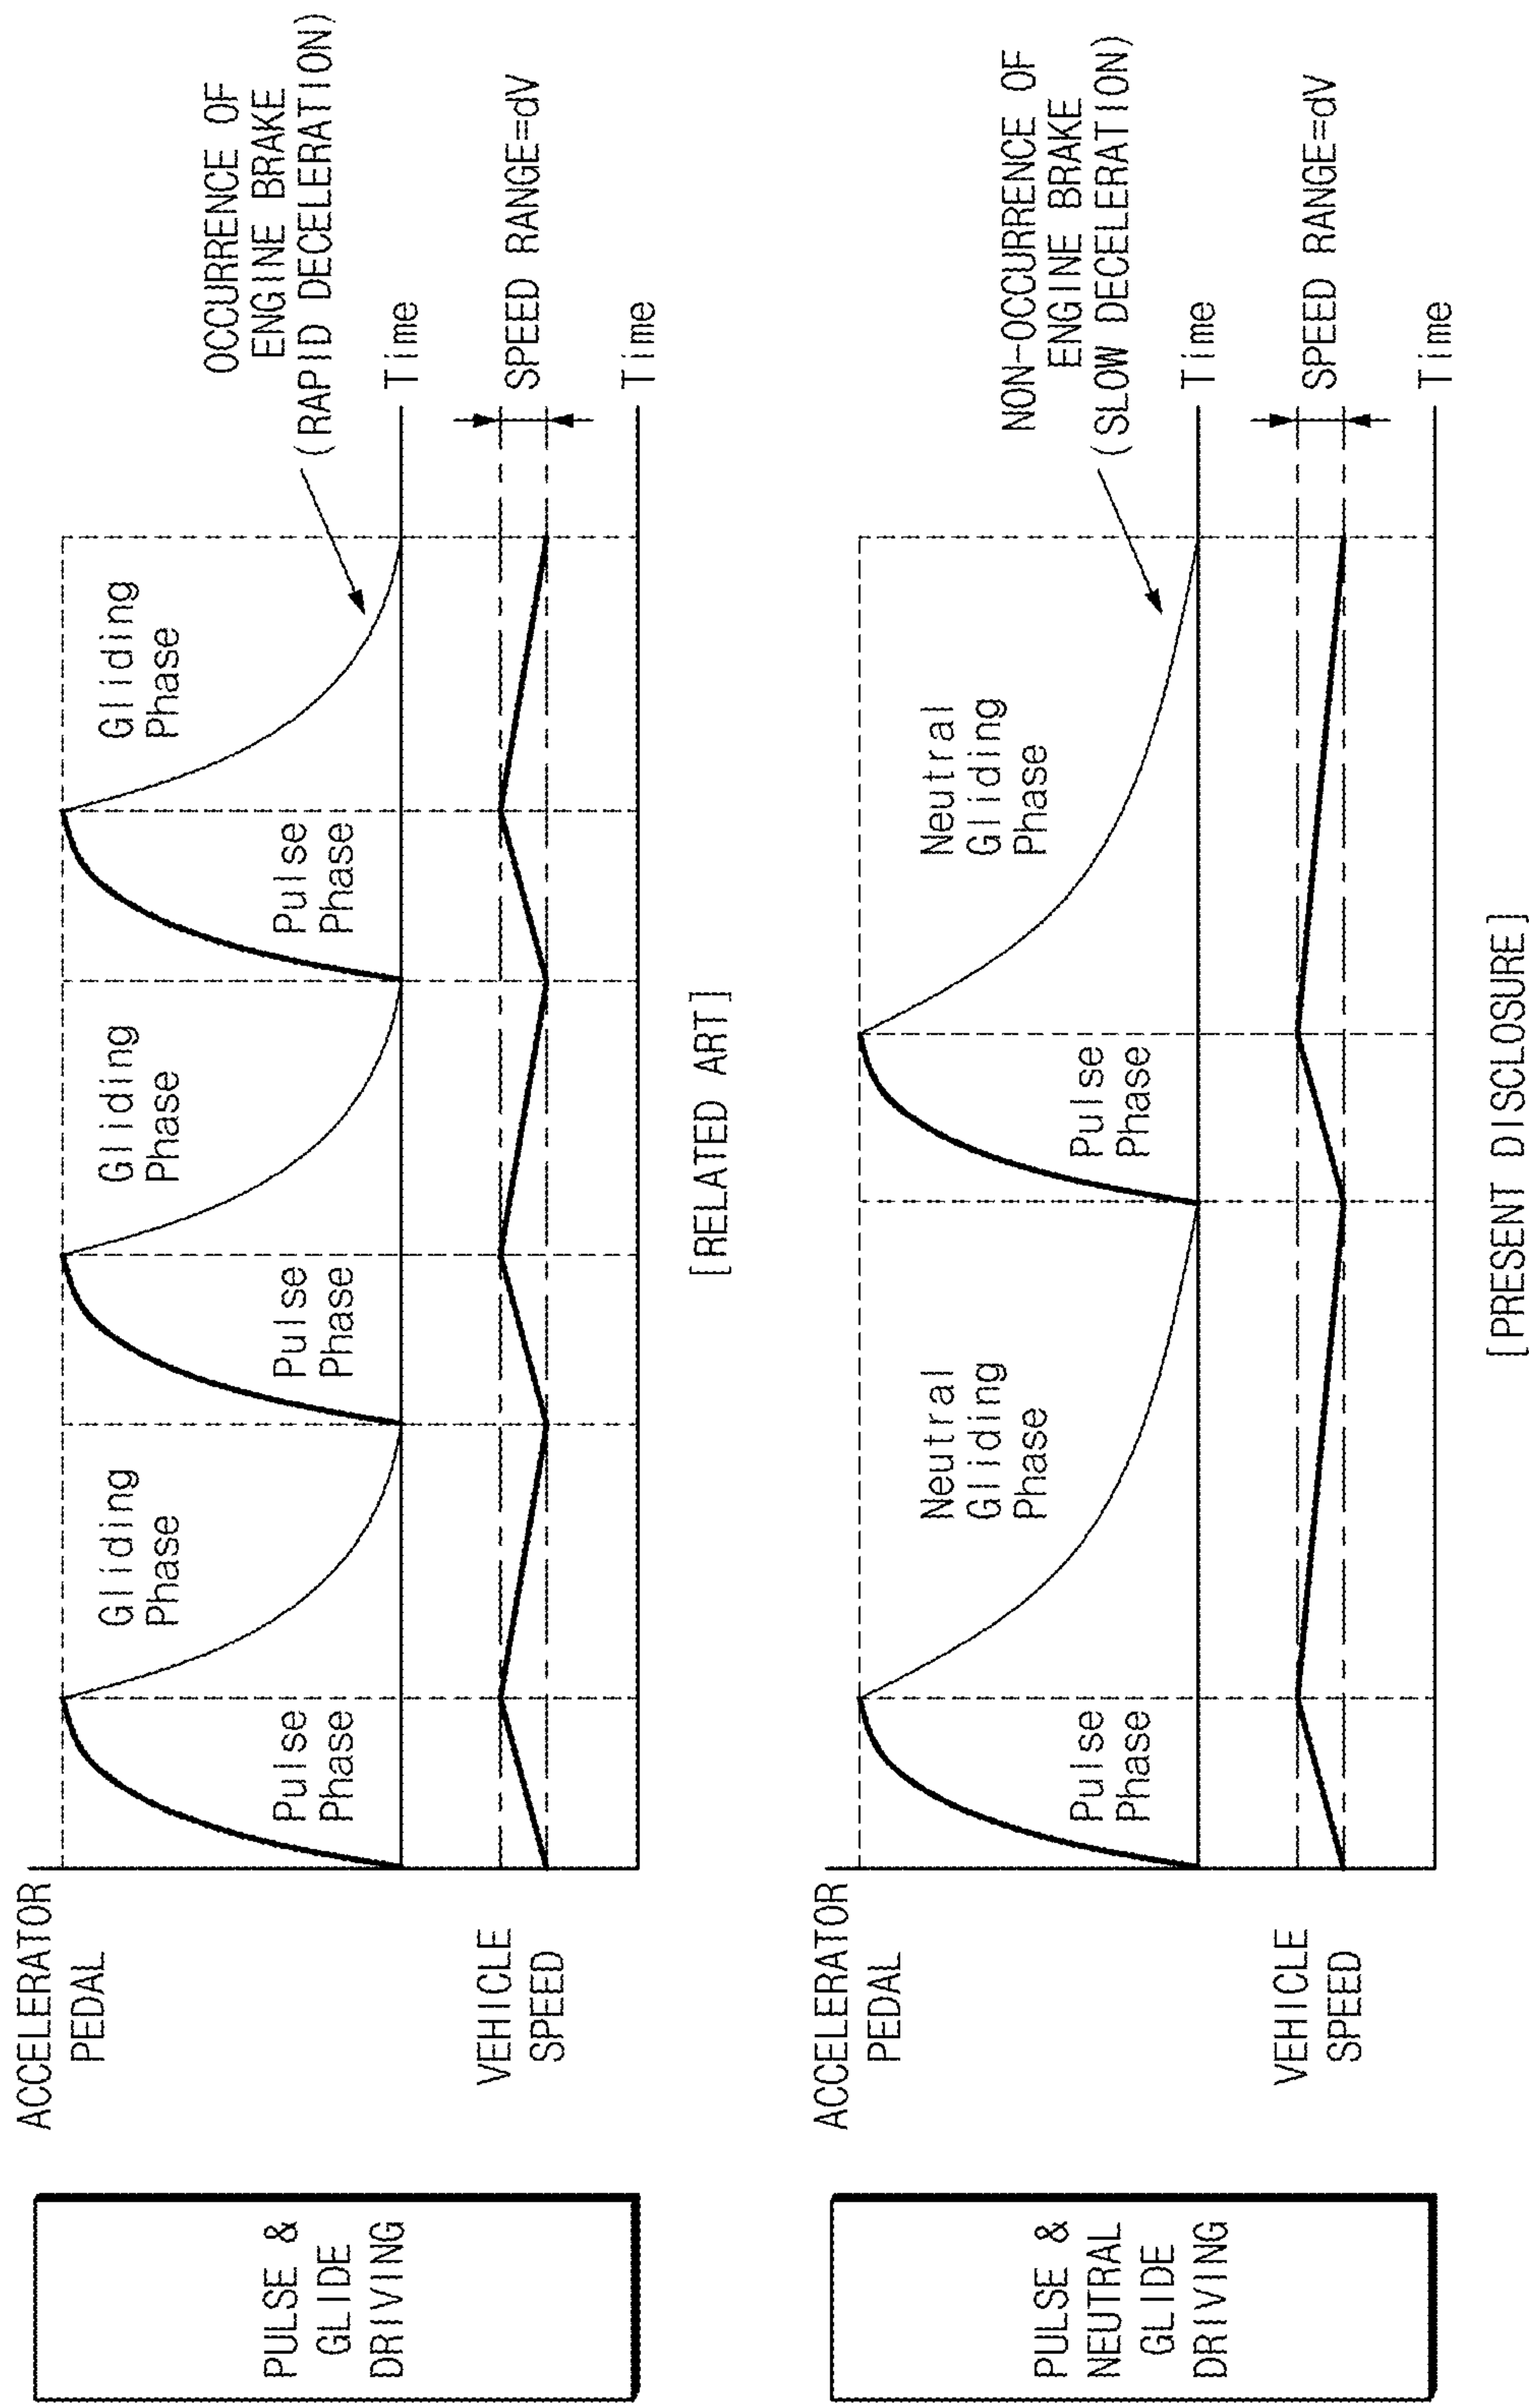 PULSE &
GLIDE
DRIVING
ACCELERATOR
PEDAL
VEHICLE
SPEED
Pulse
Phase
Gliding
Phase
Pulse
Phase
Gliding
Phase
Pulse
Phase
Gliding
Phase
OCCURRENCE OF
ENGINE BRAKE
(RAPID DECELERATION)
Time
SPEED RANGE=dV
Time
[RELATED ART]
PULSE &
NEUTRAL
GLIDE
DRIVING
ACCELERATOR
PEDAL
VEHICLE
SPEED
Pulse
Phase
Neutral
Gliding
Phase
Pulse
Phase
Neutral
Gliding
Phase
NON-OCCURRENCE OF
ENGINE BRAKE
(SLOW DECELERATION)
Time
SPEED RANGE=dV
Time
[PRESENT DISCLOSURE]